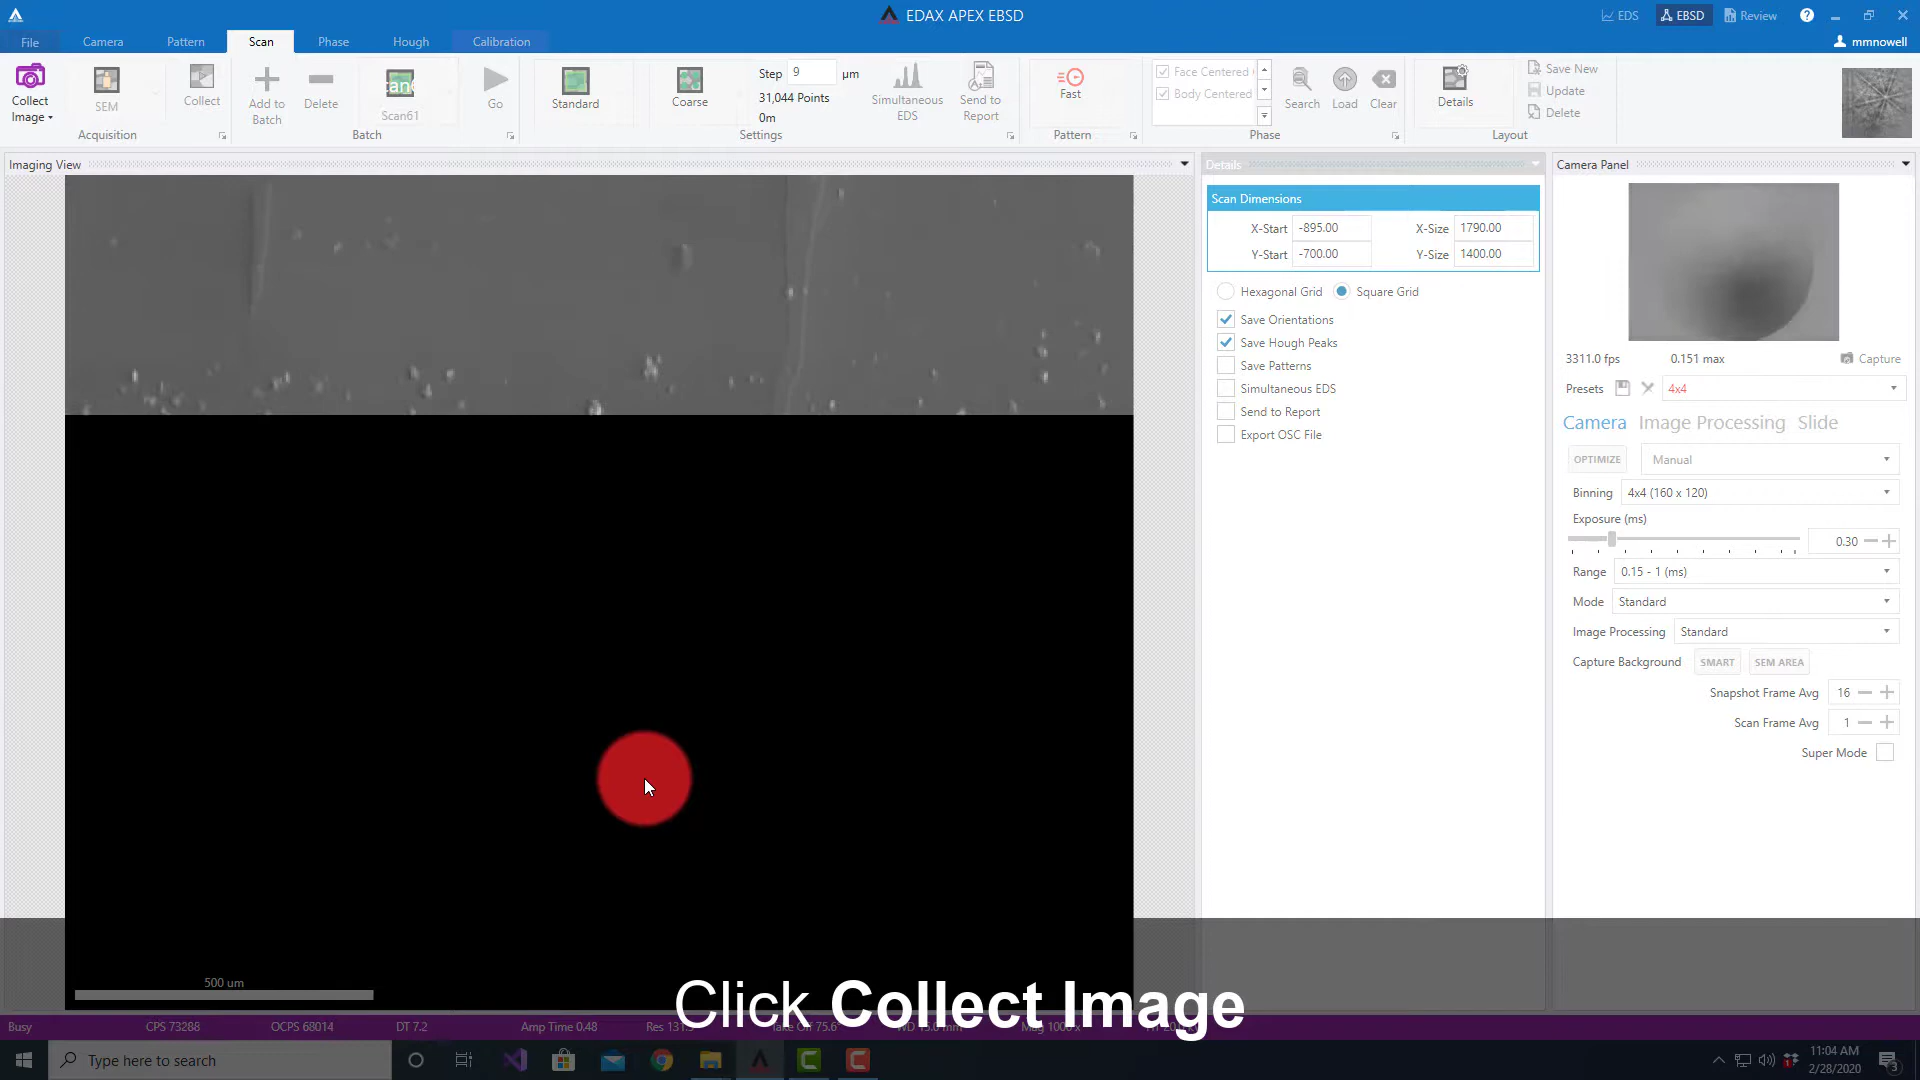 EDAX APEX EBSD
EDS
EBSD
Review
File
Camera
Pattern
Scan
Phase
Hough
Calibration
mmnowell
Collect
Image
SEM
Collect
Acquisition
Add to
Batch
Delete
Scan61
Go
Batch
Standard
Coarse
Step 9 µm
31,044 Points
0m
Simultaneous
EDS
Send to
Report
Settings
Fast
Pattern
Face Centered
Body Centered
Search
Load
Clear
Phase
Details
Save New
Update
Delete
Layout
Imaging View
Details
Camera Panel
Scan Dimensions
X-Start -895.00 X-Size 1790.00
Y-Start -700.00 Y-Size 1400.00
Hexagonal Grid Square Grid
Save Orientations
Save Hough Peaks
Save Patterns
Simultaneous EDS
Send to Report
Export OSC File
3311.0 fps 0.151 max Capture
Presets 4x4
Camera Image Processing Slide
OPTIMIZE Manual
Binning 4x4 (160 x 120)
Exposure (ms)
0.30
Range 0.15 - 1 (ms)
Mode Standard
Image Processing Standard
Capture Background SMART SEM AREA
Snapshot Frame Avg 16
Scan Frame Avg 1
Super Mode
500 um
Click Collect Image
Busy CPS 73288 OCPS 68014 DT 7.2 Amp Time 0.48
Type here to search
11:04 AM
2/28/2020
3